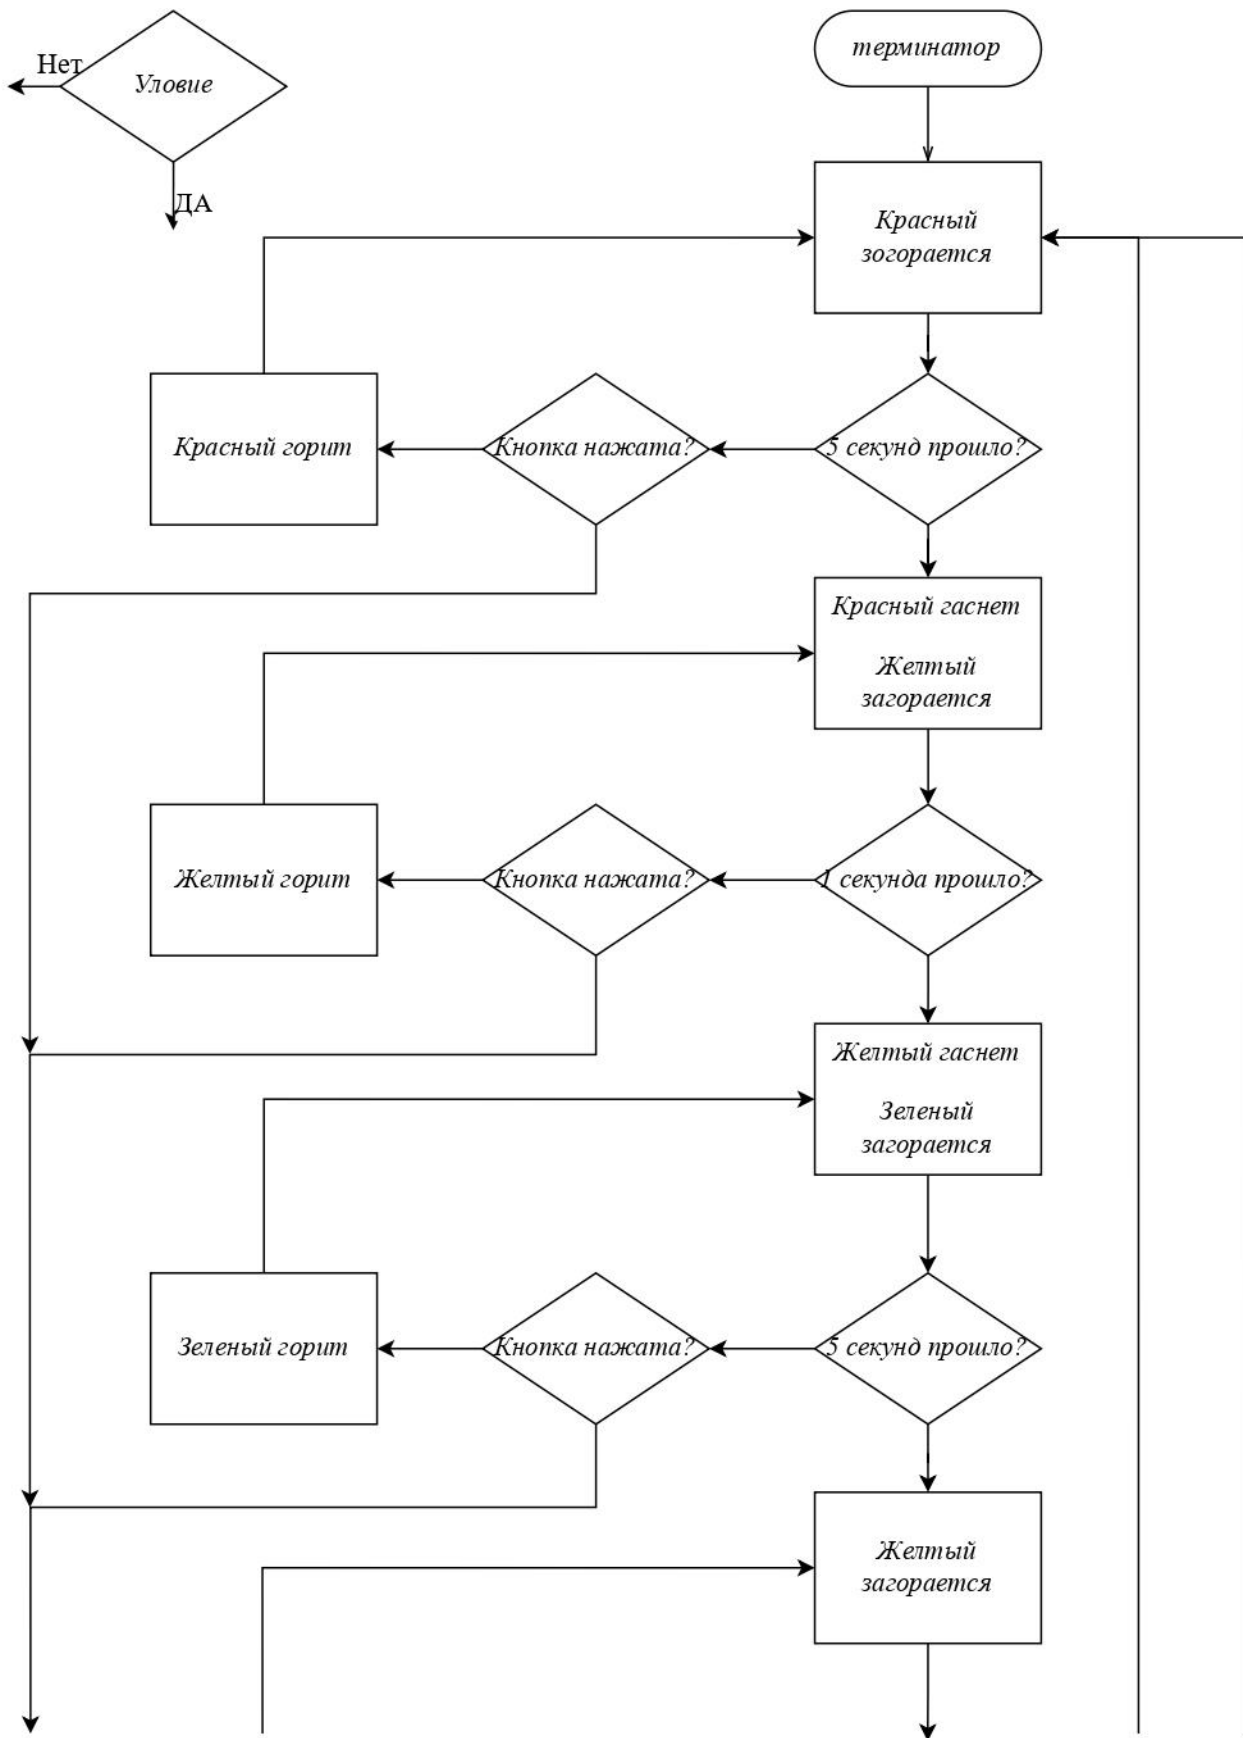 Нет
Уловие
ДА
терминатор
Красный
зогорается
Красный горит
Кнопка нажата?
5 секунд прошло?
Красный гаснет
Желтый
загорается
Желтый горит
Кнопка нажата?
1 секунда прошло?
Желтый гаснет
Зеленый
загорается
Зеленый горит
Кнопка нажата?
5 секунд прошло?
Желтый
загорается